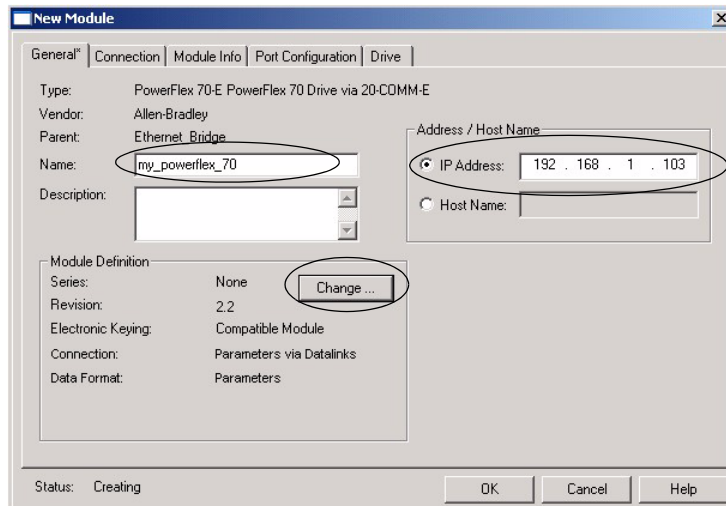 New Module
General* Connection Module Info Port Configuration Drive
Type: PowerFlex 70-E PowerFlex 70 Drive via 20-COMM-E
Vendor: Allen-Bradley
Parent: Ethernet_Bridge
Name: my_powerflex_70
Description:
Address / Host Name
IP Address: 192 . 168 . 1 . 103
Host Name:
Module Definition
Series: None
Change ...
Revision: 2.2
Electronic Keying: Compatible Module
Connection: Parameters via Datalinks
Data Format: Parameters
Status: Creating
OK Cancel Help